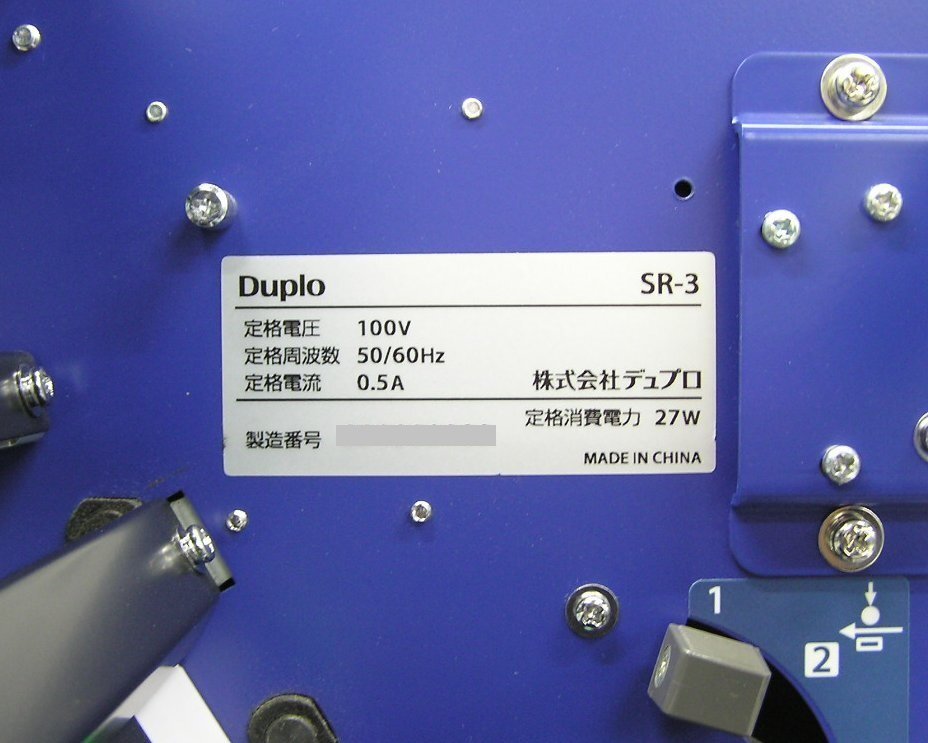 Duplo SR-3
定格電圧 100V
定格周波数 50/60Hz
定格電流 0.5A 株式会社デュプロ
定格消費電力 27W
製造番号
MADE IN CHINA
1
2